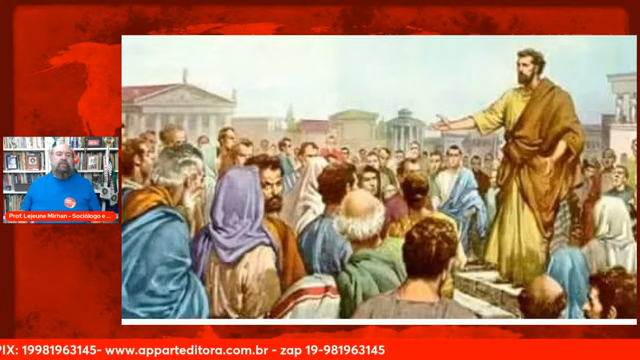 Prof. Lejeune Mirhan - Sociólogo e ...
PIX: 19981963145- www.apparteditora.com.br - zap 19-981963145